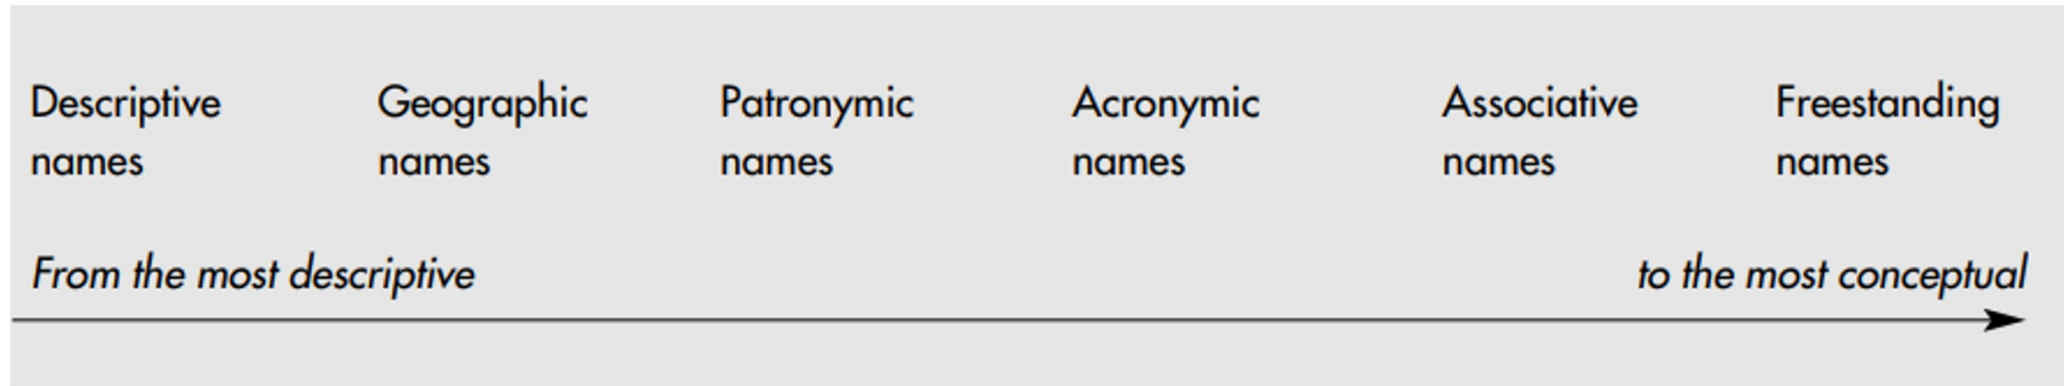 Descriptive names
Geographic names
Patronymic names
Acronymic names
Associative names
Freestanding names
From the most descriptive
to the most conceptual